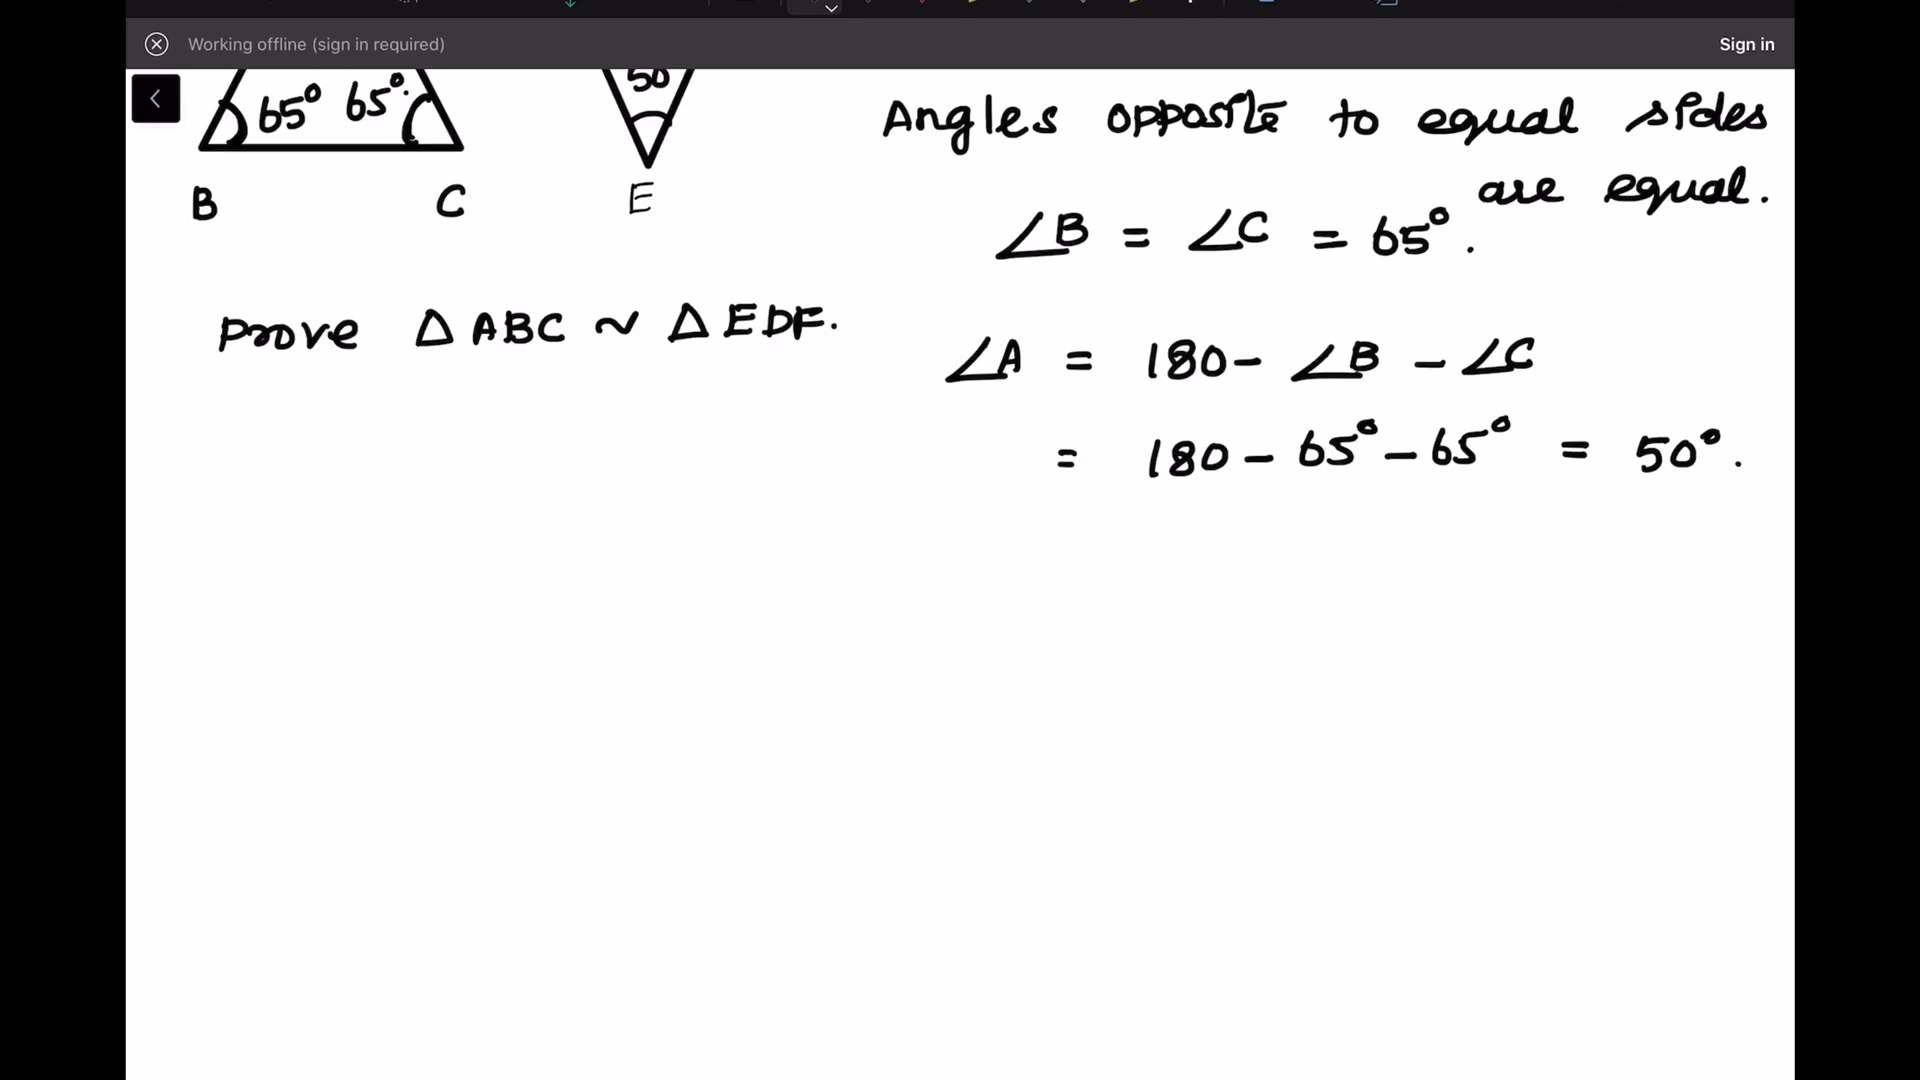 Working offline (sign in required)
Sign in
65° 65°
50
B
C
E
Angles opposite to equal sides
are equal.
∠B = ∠C = 65°.
Prove △ ABC ~ △ EDF.
∠A = 180 - ∠B - ∠C
= 180 - 65° - 65° = 50°.